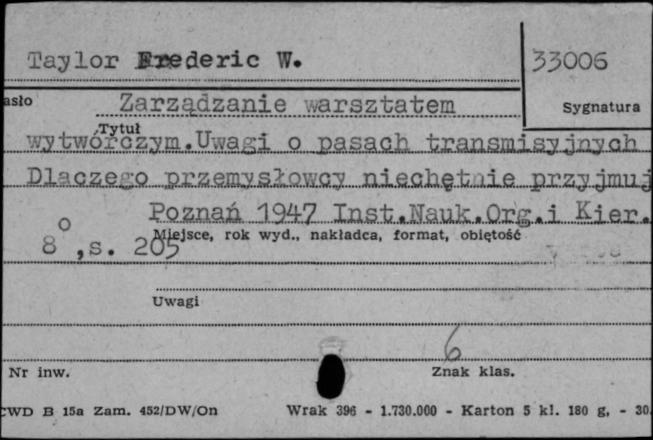 Taylor Frederic W.
33006
asło
Zarządzanie warsztatem
Sygnatura
Tytuł
wytwórczym.Uwagi o pasach transmisyjnych
Dlaczego przemysłowcy niechętnie przyjmuj
Poznań 1947 Inst.Nauk.Org.i Kier.
8°,s. 205
Miejsce, rok wyd., nakładca, format, objętość
Uwagi
6
Nr inw.
Znak klas.
CWD B 15a Zam. 452/DW/On
Wrak 396 - 1.730.000 - Karton 5 kl. 180 g, - 30.